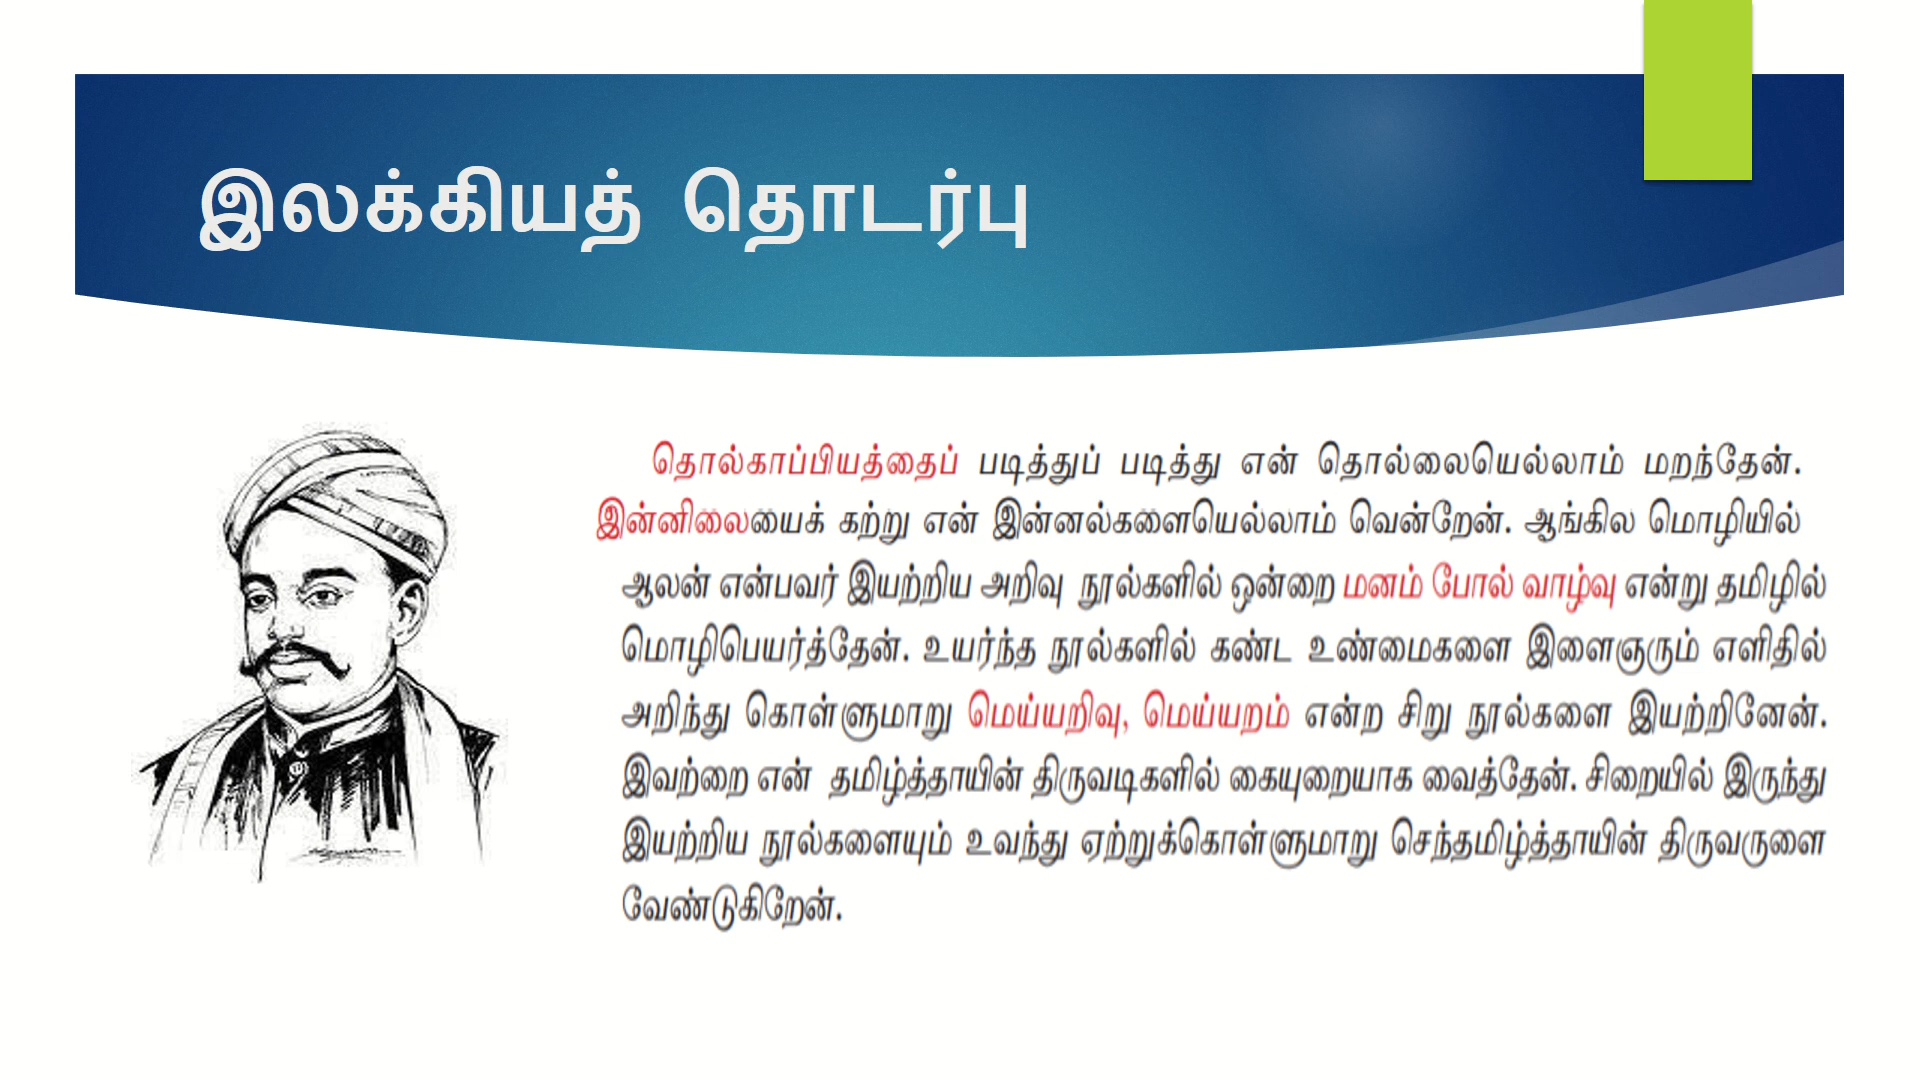 இலக்கியத் தொடர்பு
தொல்காப்பியத்தைப் படித்துப் படித்து என் தொல்லையெல்லாம் மறந்தேன்.
இன்னிலையைக் கற்று என் இன்னல்களையெல்லாம் வென்றேன். ஆங்கில மொழியில்
ஆலன் என்பவர் இயற்றிய அறிவு நூல்களில் ஒன்றை மனம் போல் வாழ்வு என்று தமிழில்
மொழிபெயர்த்தேன். உயர்ந்த நூல்களில் கண்ட உண்மைகளை இளைஞரும் எளிதில்
அறிந்து கொள்ளுமாறு மெய்யறிவு, மெய்யறம் என்ற சிறு நூல்களை இயற்றினேன்.
இவற்றை என் தமிழ்த்தாயின் திருவடிகளில் கையுறையாக வைத்தேன். சிறையில் இருந்து
இயற்றிய நூல்களையும் உவந்து ஏற்றுக்கொள்ளுமாறு செந்தமிழ்த்தாயின் திருவருளை
வேண்டுகிறேன்.